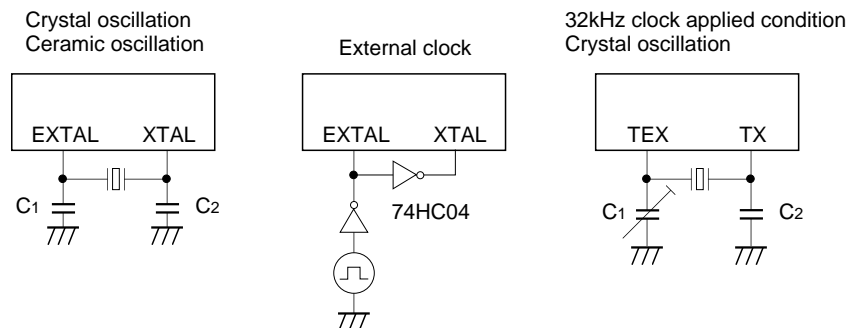 Crystal oscillation
Ceramic oscillation
EXTAL XTAL
C1
C2
External clock
EXTAL XTAL
74HC04
32kHz clock applied condition
Crystal oscillation
TEX TX
C1
C2